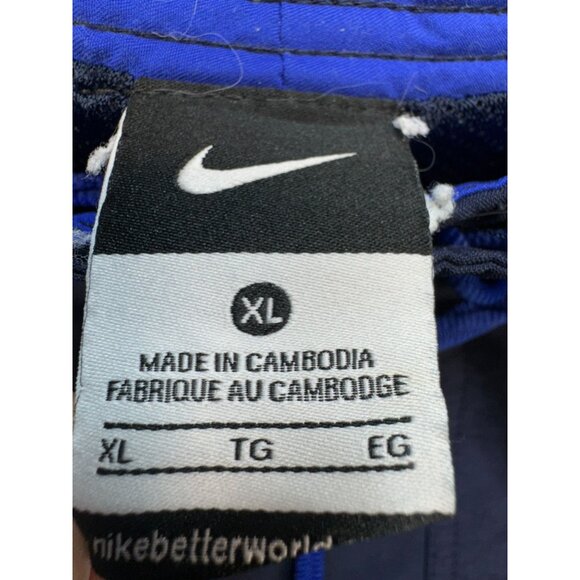 XL
MADE IN CAMBODIA
FABRIQUE AU CAMBODGE
XL TG EG
nikebetterworld